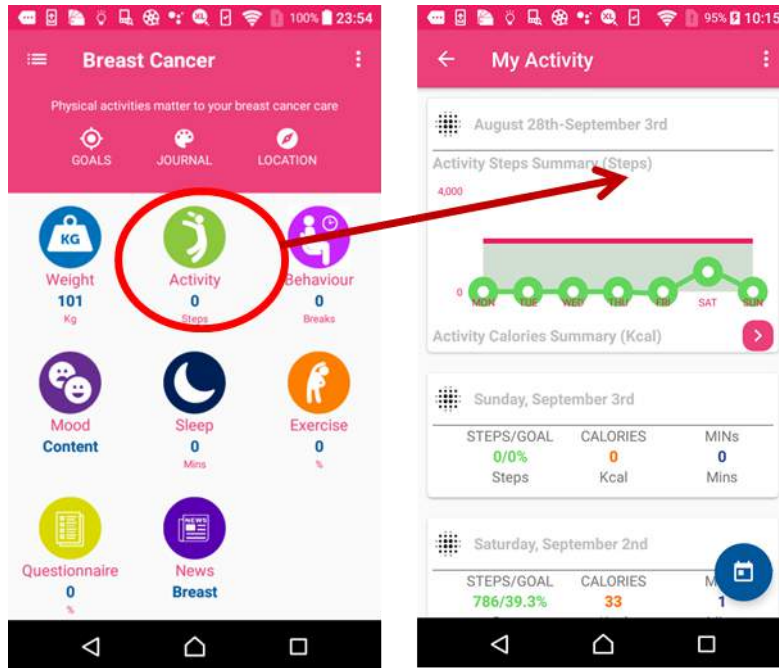 100% 23:54
Breast Cancer
Physical activities matter to your breast cancer care
GOALS JOURNAL LOCATION
KG
Weight Activity Behaviour
101 0 0
Kg Steps Breaks
Mood Sleep Exercise
Content 0 0
Mins %
NEWS
Questionnaire News
0 Breast
%
95% 10:15
My Activity
August 28th-September 3rd
Activity Steps Summary (Steps)
4,000
0
MON TUE WED THU FRI SAT SUN
Activity Calories Summary (Kcal)
Sunday, September 3rd
STEPS/GOAL CALORIES MINs
0/0% 0 0
Steps Kcal Mins
Saturday, September 2nd
STEPS/GOAL CALORIES
786/39.3% 33 1